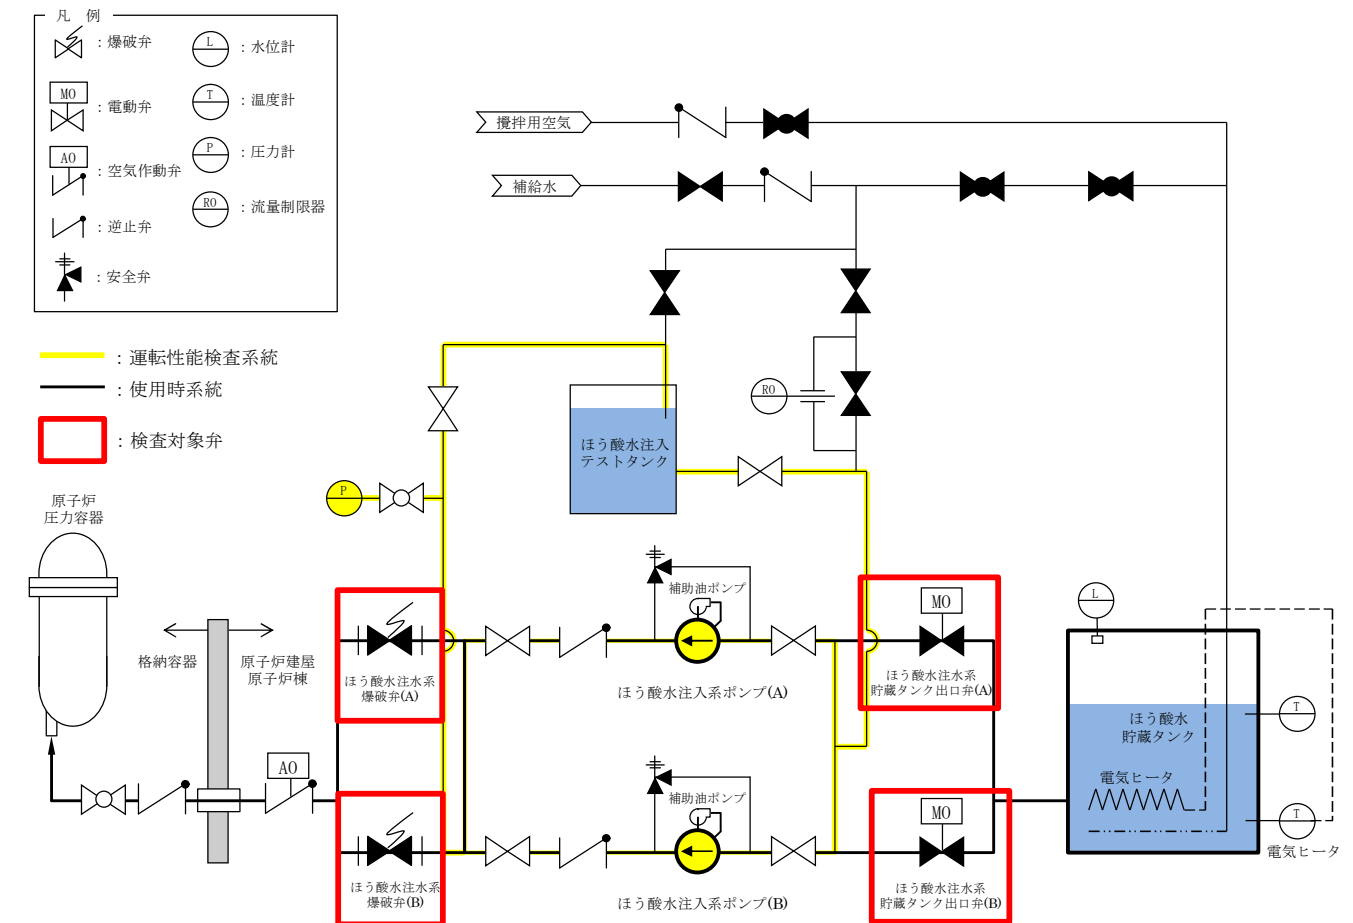 凡 例
：爆破弁
MO
：電動弁
AO
：空気作動弁
：逆止弁
：安全弁
L
：水位計
T
：温度計
P
：圧力計
RO
：流量制限器
：運転性能検査系統
：使用時系統
：検査対象弁
攪拌用空気
補給水
RO
ほう酸水注入
テストタンク
P
原子炉
圧力容器
格納容器
原子炉建屋
原子炉棟
AO
ほう酸水注水系
爆破弁(A)
ほう酸水注水系
爆破弁(B)
補助油ポンプ
ほう酸水注入系ポンプ(A)
補助油ポンプ
ほう酸水注入系ポンプ(B)
MO
ほう酸水注水系
貯蔵タンク出口弁(A)
MO
ほう酸水注水系
貯蔵タンク出口弁(B)
L
ほう酸水
貯蔵タンク
電気ヒータ
T
T
電気ヒータ